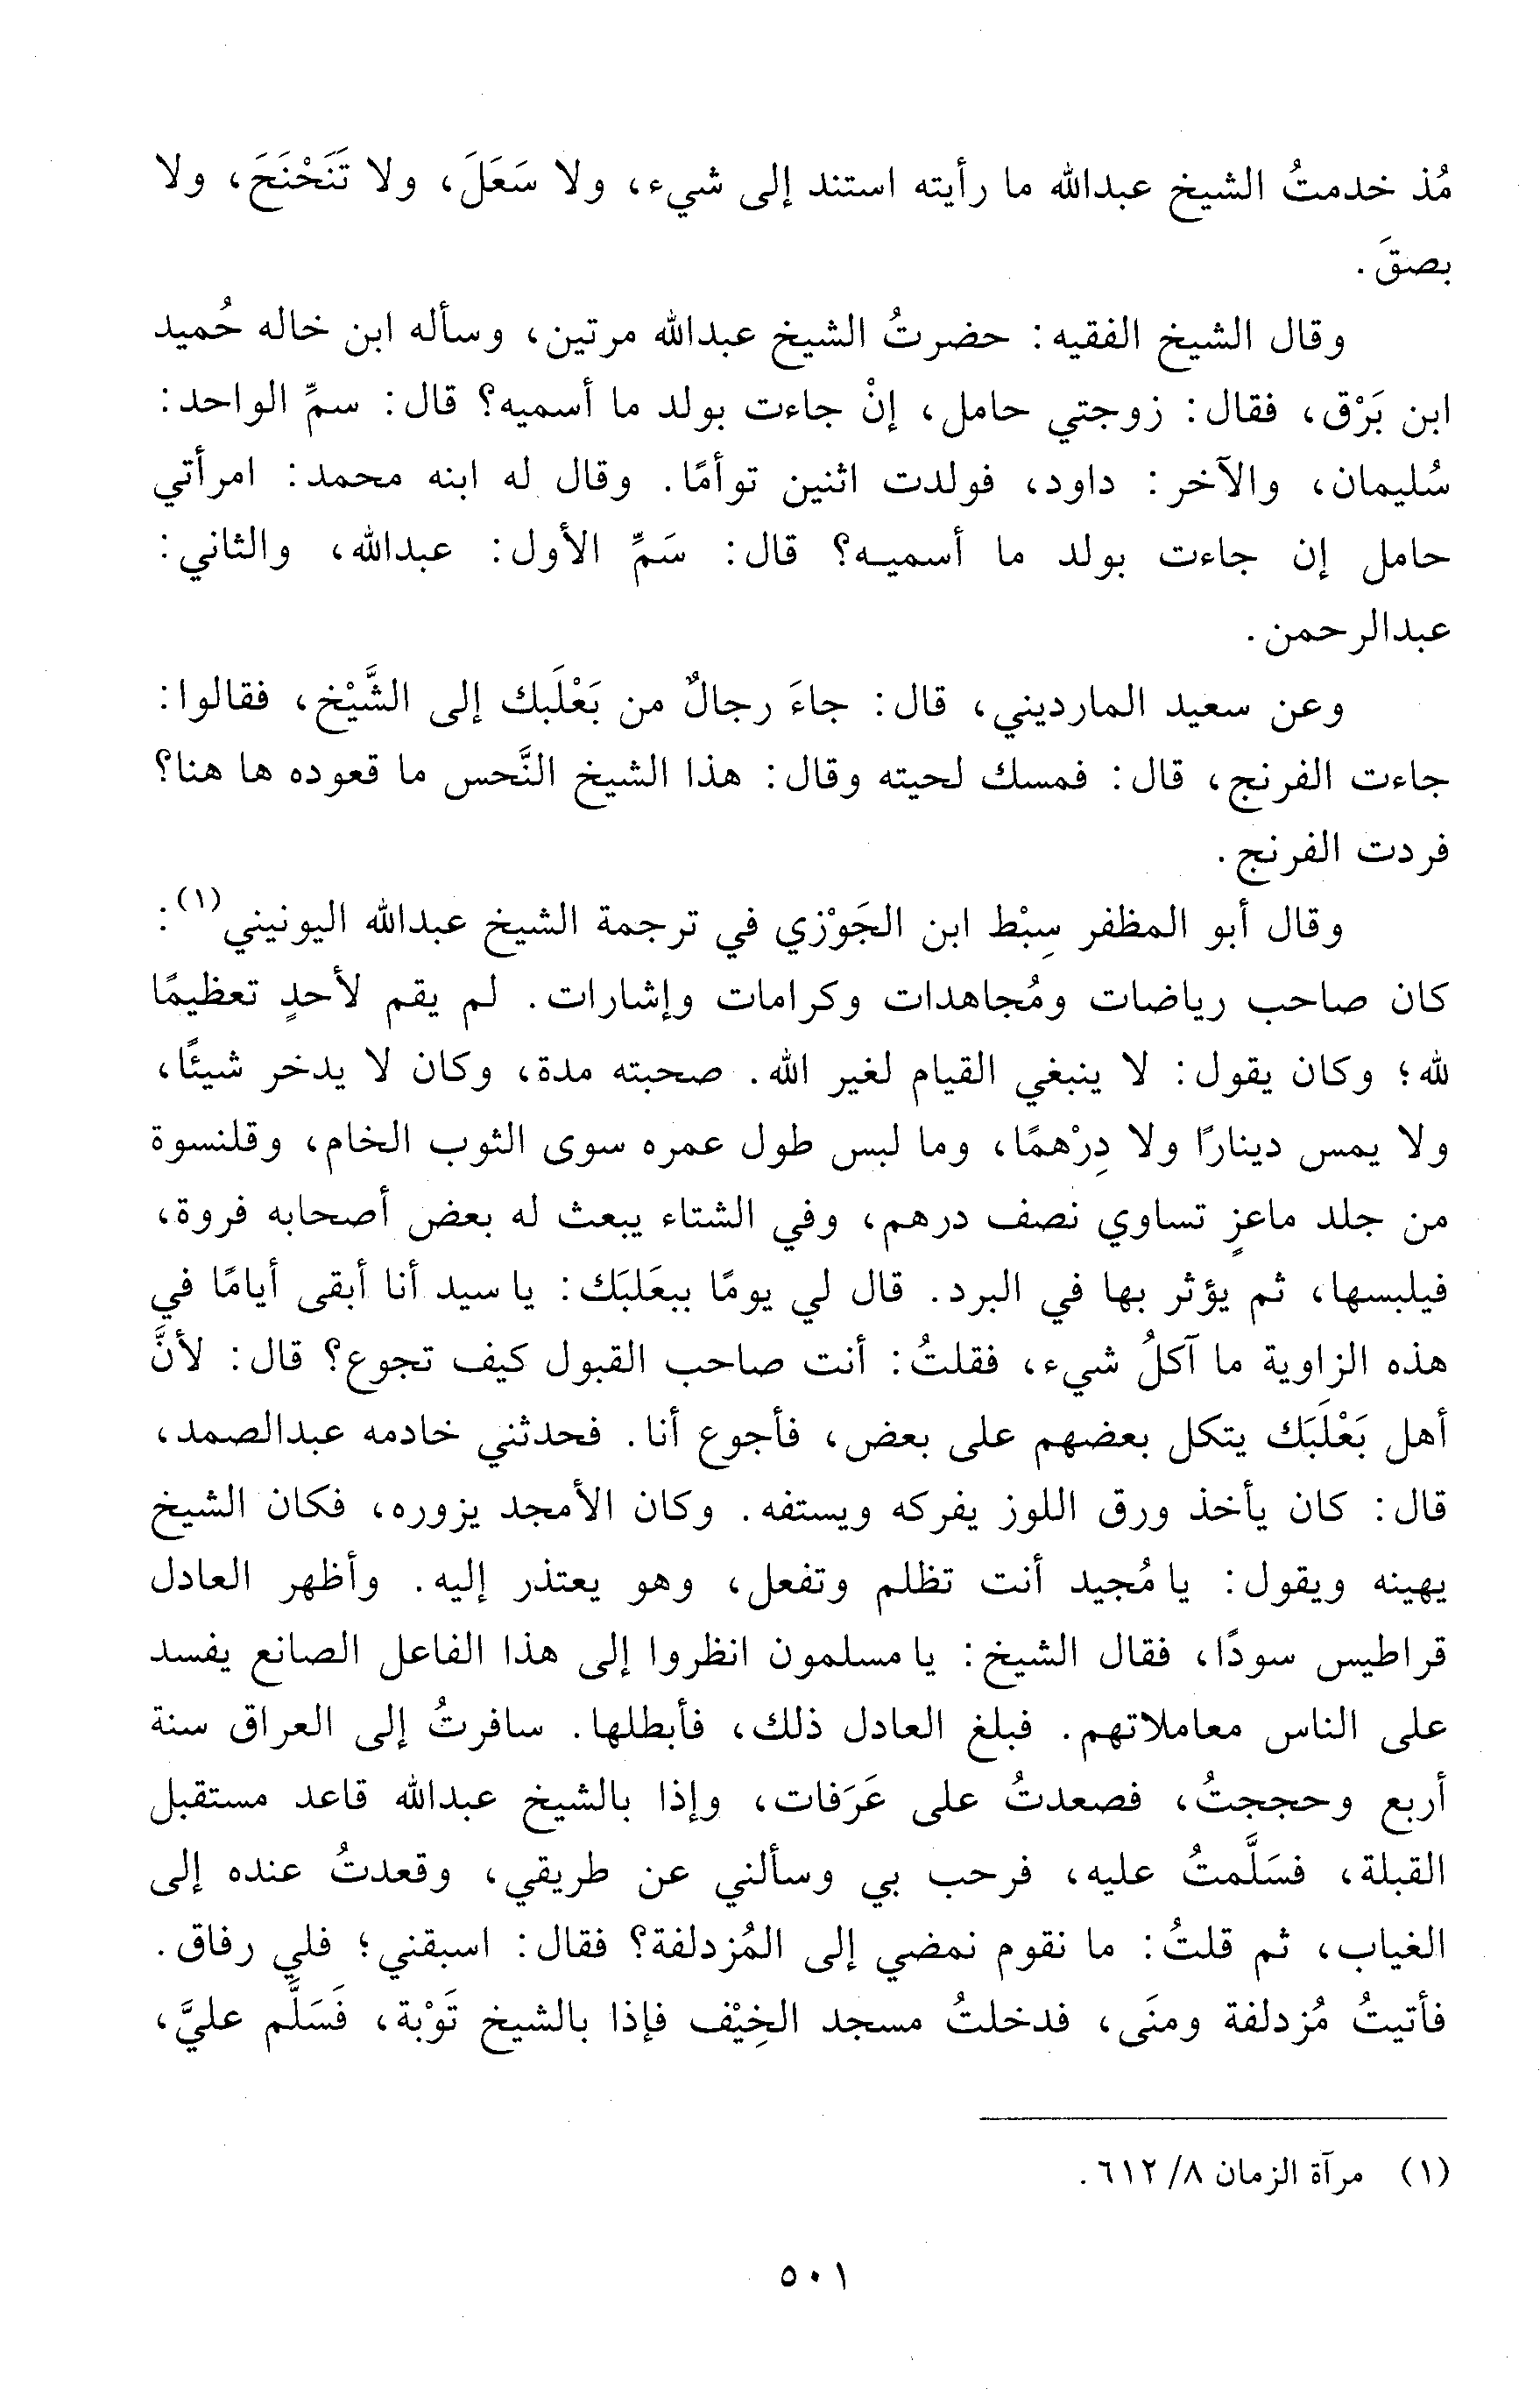 مُذ خدمتُ الشيخ عبدالله ما رأيته استند إلى شيء، ولا سَعَلَ، ولا تَنَحْنَحَ، ولا
بصقَ.
وقال الشيخ الفقيه: حضرتُ الشيخ عبدالله مرتين، وسأله ابن خاله حُميد
ابن بَرْق، فقال: زوجتي حامل، إنْ جاءت بولد ما أسميه؟ قال: سمِّ الواحد:
سُليمان، والآخر: داود، فولدت اثنين توأمًا. وقال له ابنه محمد: امرأتي
حامل إن جاءت بولد ما أسميه؟ قال: سَمِّ الأول: عبدالله، والثاني:
عبدالرحمن.
وعن سعيد المارديني، قال: جاءَ رجالٌ من بَعْلَبك إلى الشَّيْخ، فقالوا:
جاءت الفرنج، قال: فمسك لحيته وقال: هذا الشيخ النَّحس ما قعوده ها هنا؟
فردت الفرنج.
وقال أبو المظفر سِبْط ابن الجَوْزي في ترجمة الشيخ عبدالله اليونيني(١):
كان صاحب رياضات ومُجاهدات وكرامات وإشارات. لم يقم لأحدٍ تعظيمًا
لله؛ وكان يقول: لا ينبغي القيام لغير الله. صحبته مدة، وكان لا يدخر شيئًا،
ولا يمس دينارًا ولا دِرْهمًا، وما لبس طول عمره سوى الثوب الخام، وقلنسوة
من جلد ماعزٍ تساوي نصف درهم، وفي الشتاء يبعث له بعض أصحابه فروة،
فيلبسها، ثم يؤثر بها في البرد. قال لي يومًا ببعَلبَك: يا سيد أنا أبقى أيامًا في
هذه الزاوية ما آكلُ شيء، فقلتُ: أنت صاحب القبول كيف تجوع؟ قال: لأنَّ
أهل بَعْلَبَك يتكل بعضهم على بعض، فأجوع أنا. فحدثني خادمه عبدالصمد،
قال: كان يأخذ ورق اللوز يفركه ويستفه. وكان الأمجد يزوره، فكان الشيخ
يهينه ويقول: يا مُجيد أنت تظلم وتفعل، وهو يعتذر إليه. وأظهر العادل
قراطيس سودًا، فقال الشيخ: يا مسلمون انظروا إلى هذا الفاعل الصانع يفسد
على الناس معاملاتهم. فبلغ العادل ذلك، فأبطلها. سافرتُ إلى العراق سنة
أربع وحججتُ، فصعدتُ على عَرَفات، وإذا بالشيخ عبدالله قاعد مستقبل
القبلة، فسَلَّمتُ عليه، فرحب بي وسألني عن طريقي، وقعدتُ عنده إلى
الغياب، ثم قلتُ: ما نقوم نمضي إلى المُزدلفة؟ فقال: اسبقني؛ فلي رفاق.
فأتيتُ مُزدلفة ومنَى، فدخلتُ مسجد الخِيْف فإذا بالشيخ تَوْبة، فَسَلَّم عليَّ،
(١) مرآة الزمان ٨/ ٦١٢.
٥٠١